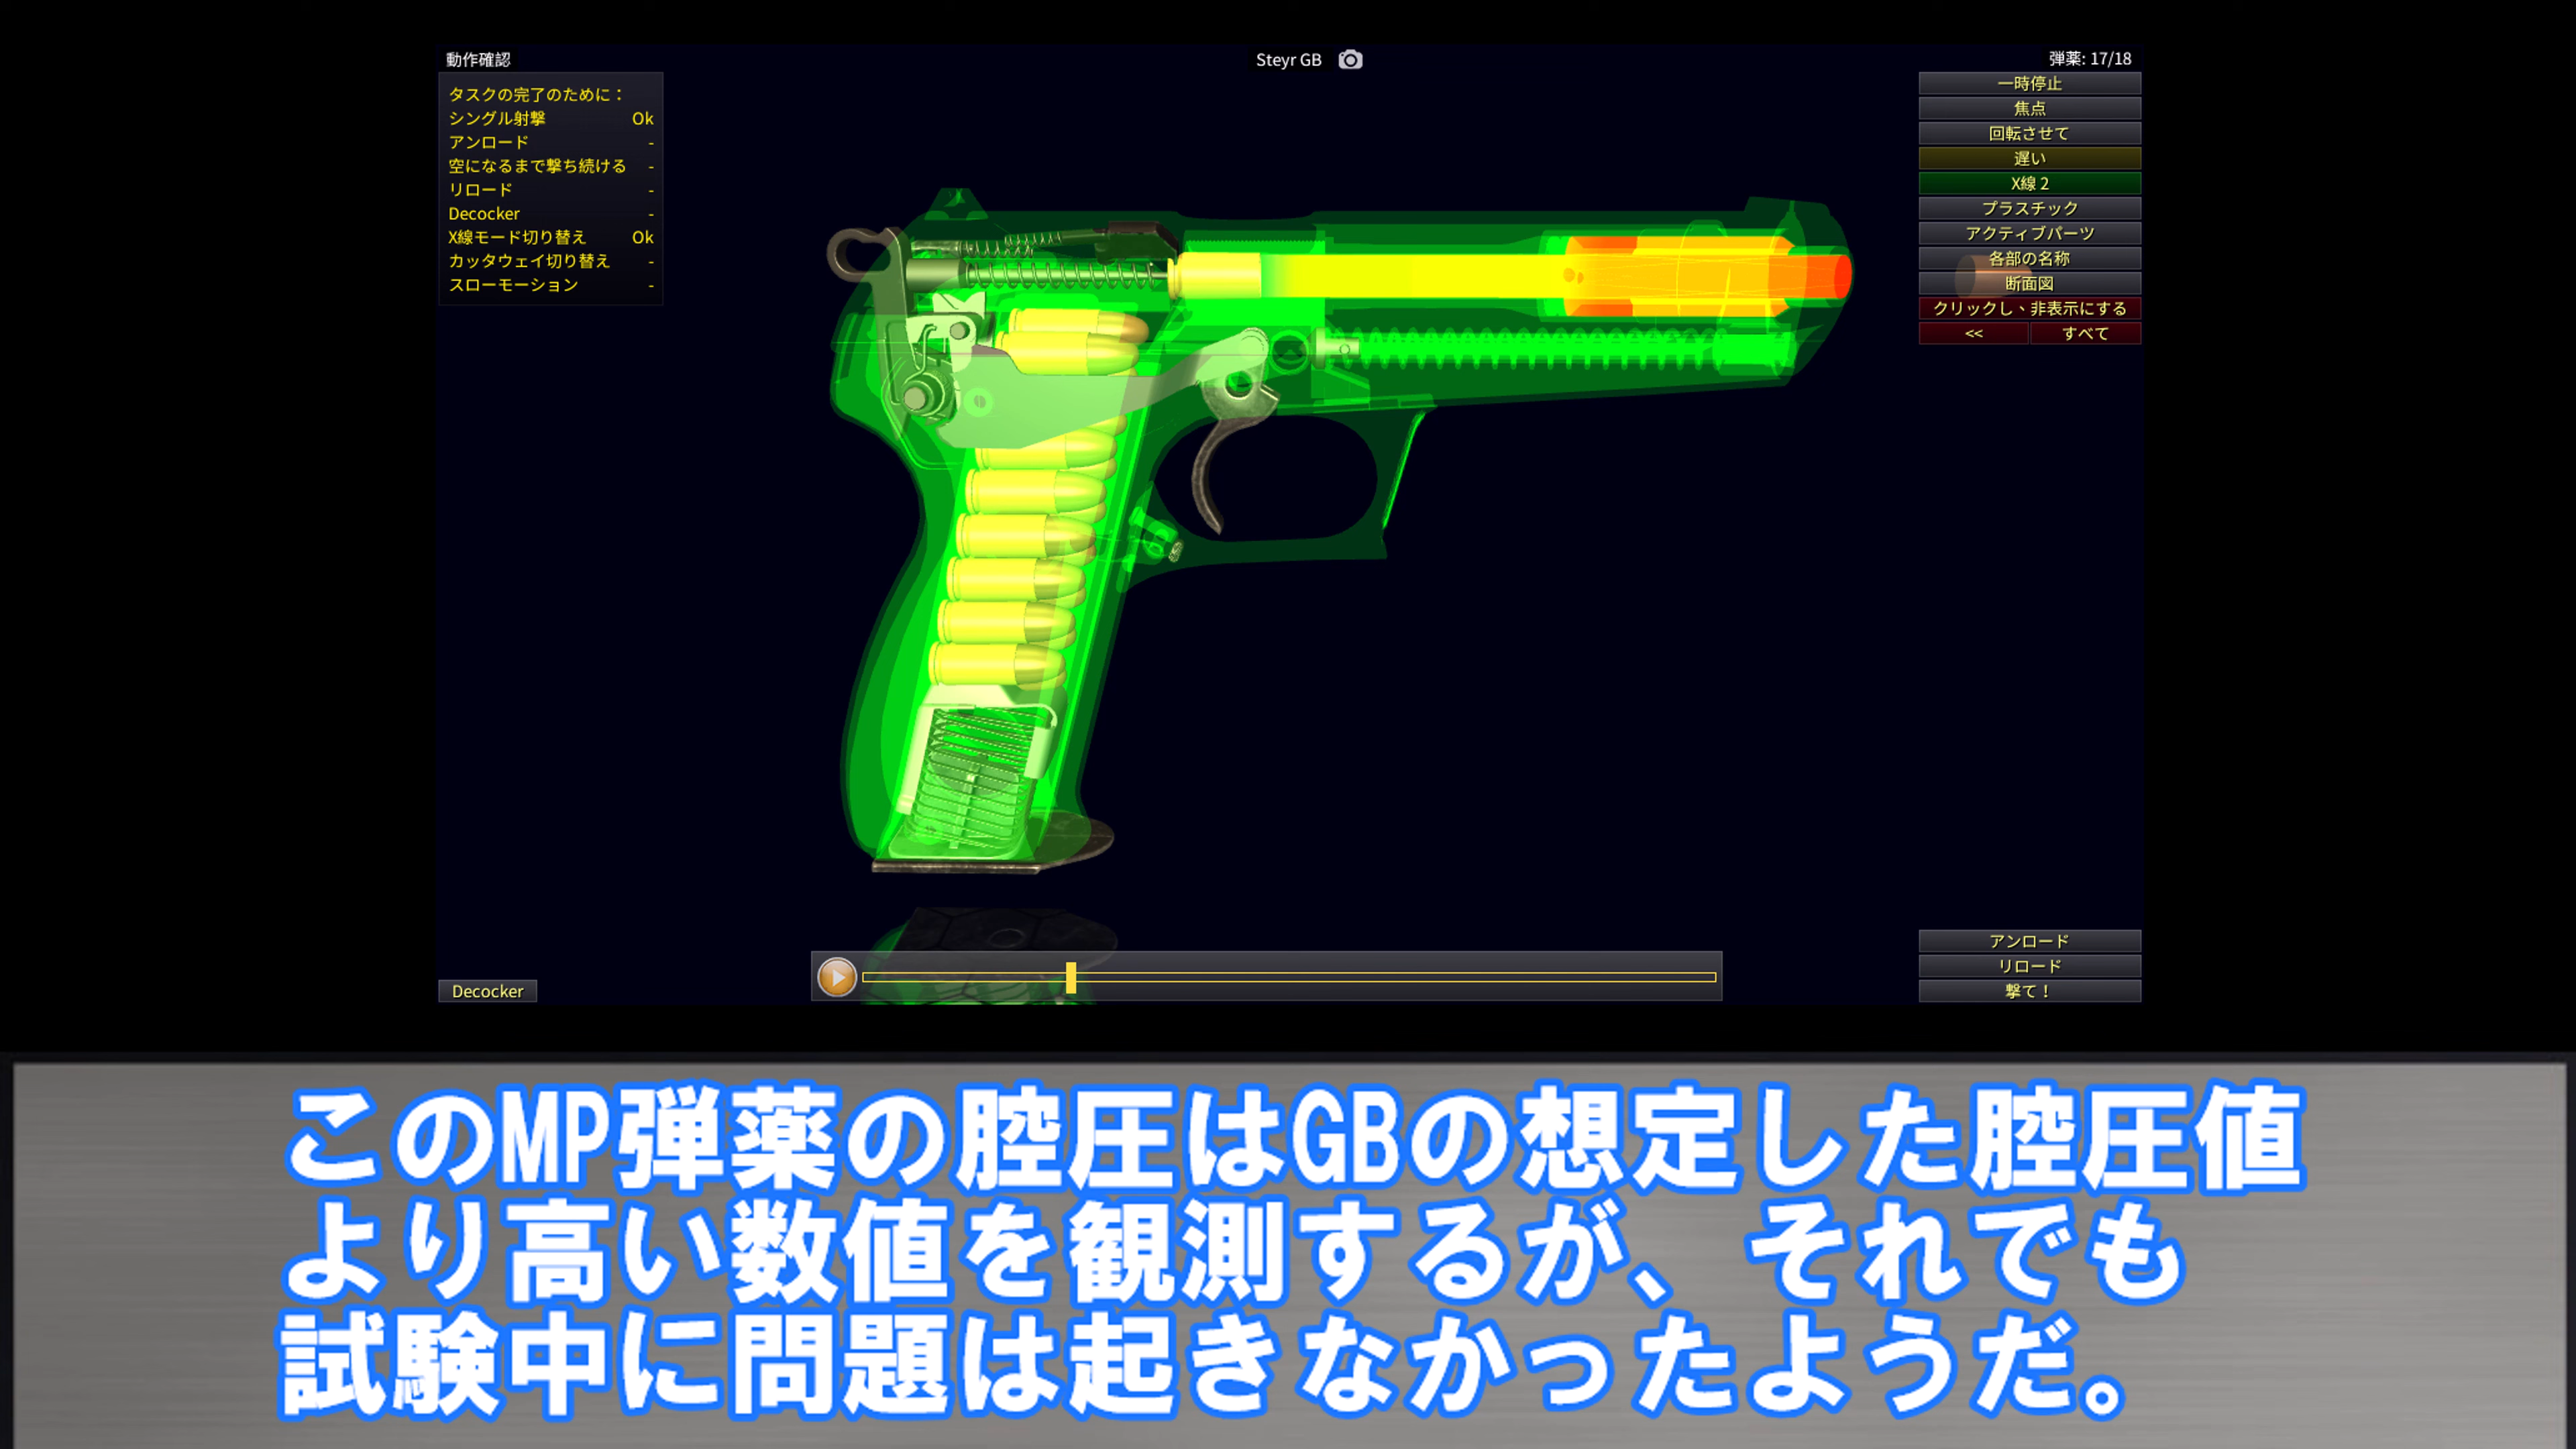 動作確認
Steyr GB
弾薬: 17/18
タスクの完了のために：
シングル射撃 Ok
アンロード -
空になるまで撃ち続ける -
リロード -
Decocker -
X線モード切り替え Ok
カッタウェイ切り替え -
スローモーション -
一時停止
焦点
回転させて
遅い
X線 2
プラスチック
アクティブパーツ
各部の名称
断面図
クリックし、非表示にする
<< すべて
アンロード
リロード
撃て！
Decocker
このMP弾薬の腔圧はGBの想定した腔圧値
より高い数値を観測するが、それでも
試験中に問題は起きなかったようだ。